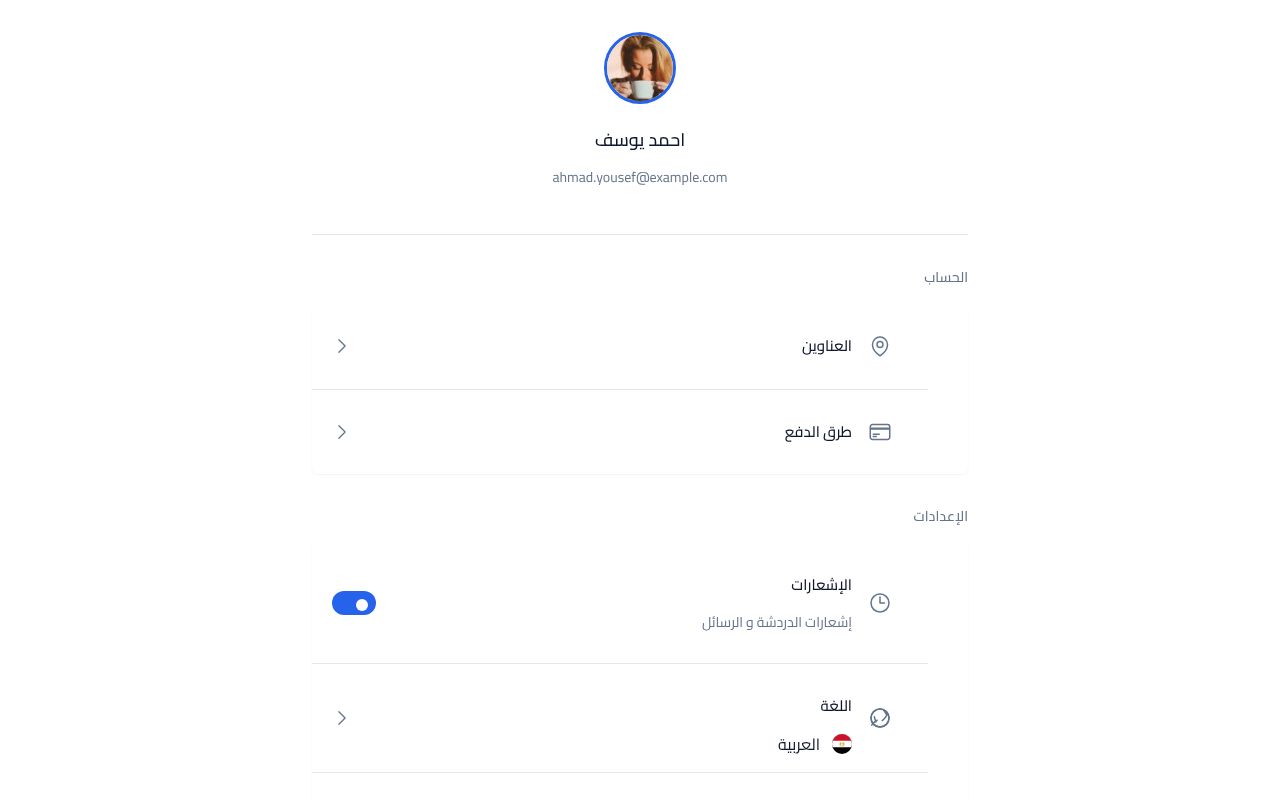 احمد يوسف
ahmad.yousef@example.com
الحساب
العناوين
طرق الدفع
الإعدادات
الإشعارات
إشعارات الدردشة و الرسائل
اللغة
العربية